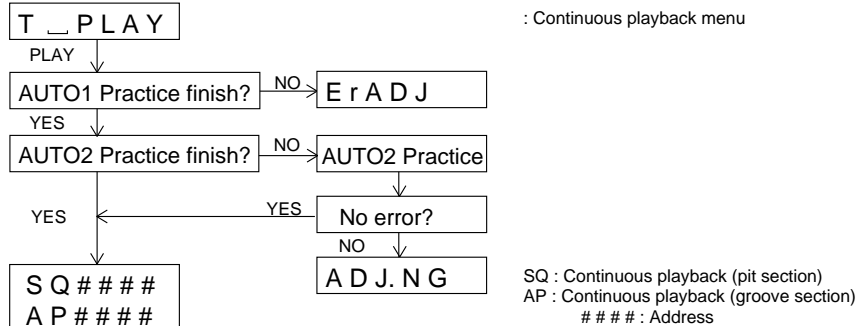 T ⎵ P L A Y
: Continuous playback menu
PLAY
AUTO1 Practice finish?
NO
E r A D J
YES
AUTO2 Practice finish?
NO
AUTO2 Practice
YES
YES
No error?
NO
S Q # # # #
A P # # # #
A D J. N G
SQ : Continuous playback (pit section)
AP : Continuous playback (groove section)
# # # # : Address